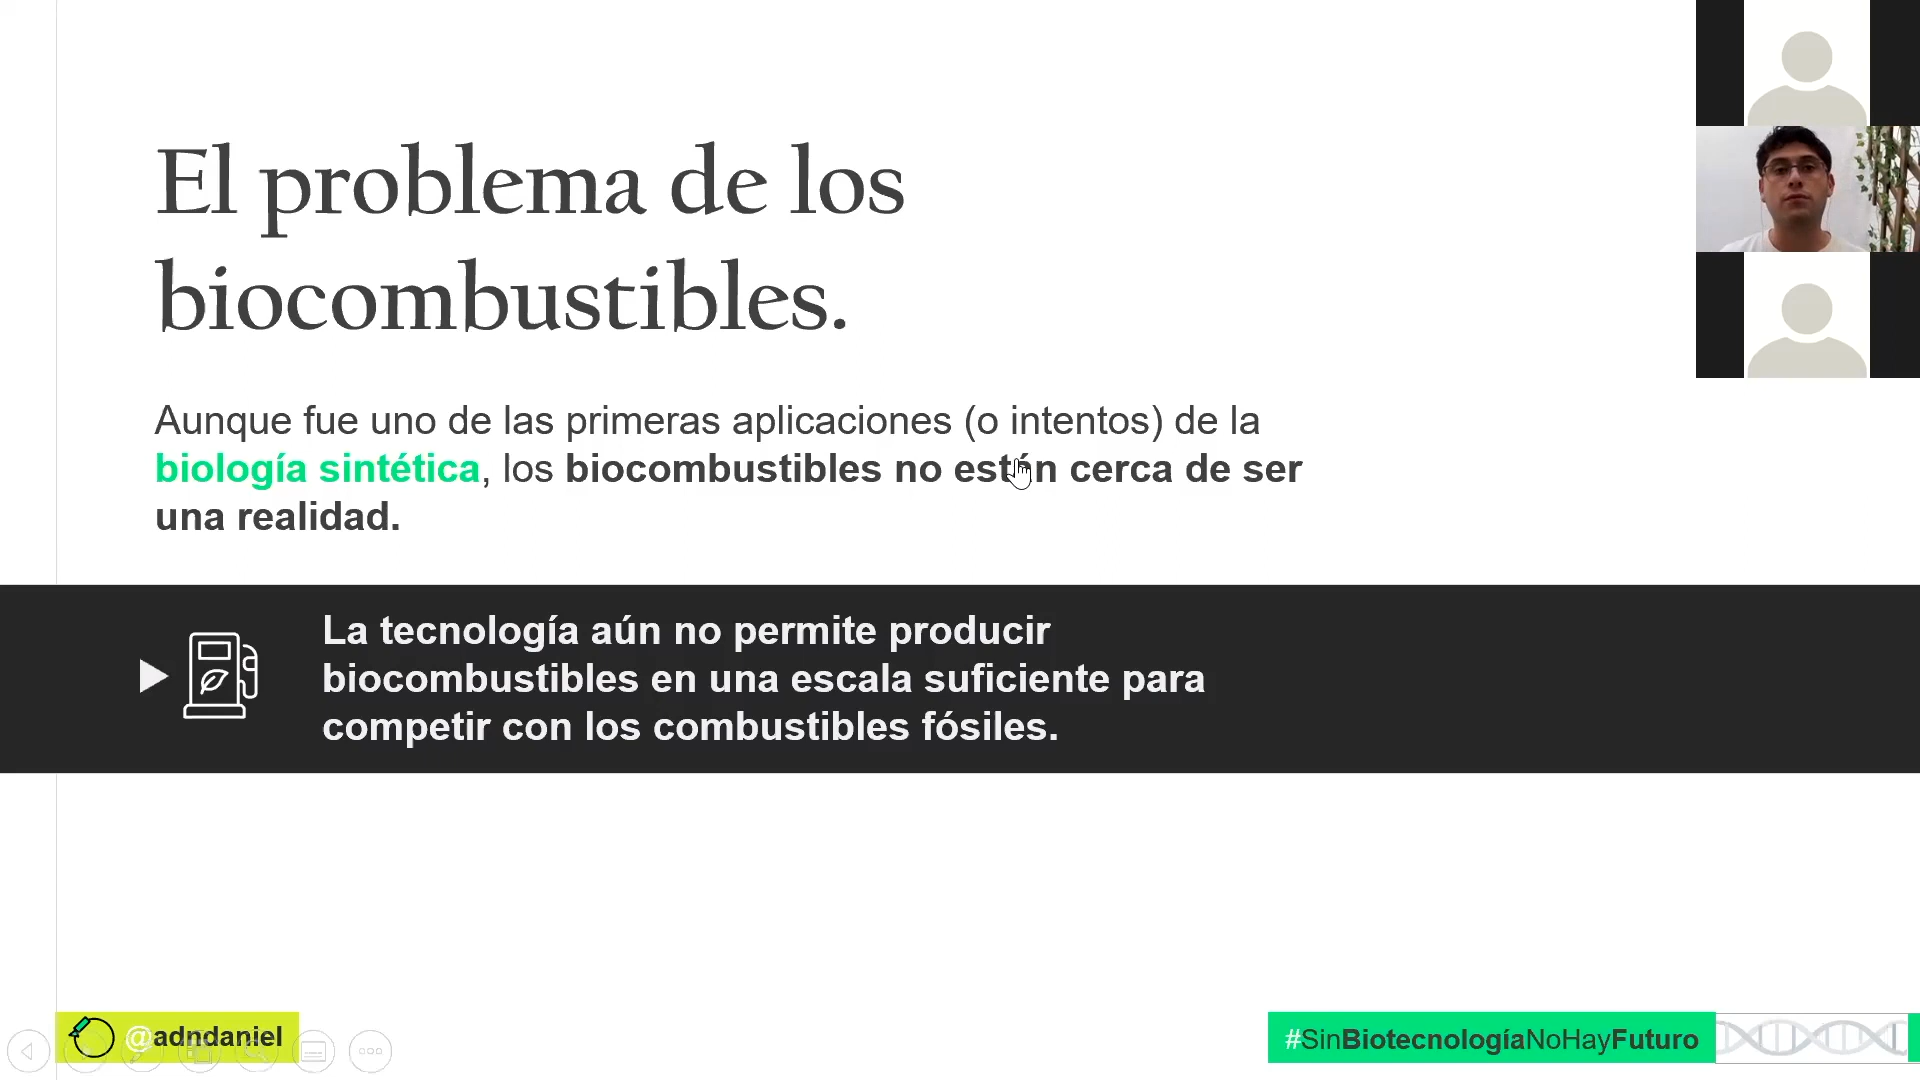 El problema de los
biocombustibles.
Aunque fue uno de las primeras aplicaciones (o intentos) de la
biología sintética, los biocombustibles no están cerca de ser
una realidad.
La tecnología aún no permite producir
biocombustibles en una escala suficiente para
competir con los combustibles fósiles.
@adndaniel
#SinBiotecnologíaNoHayFuturo